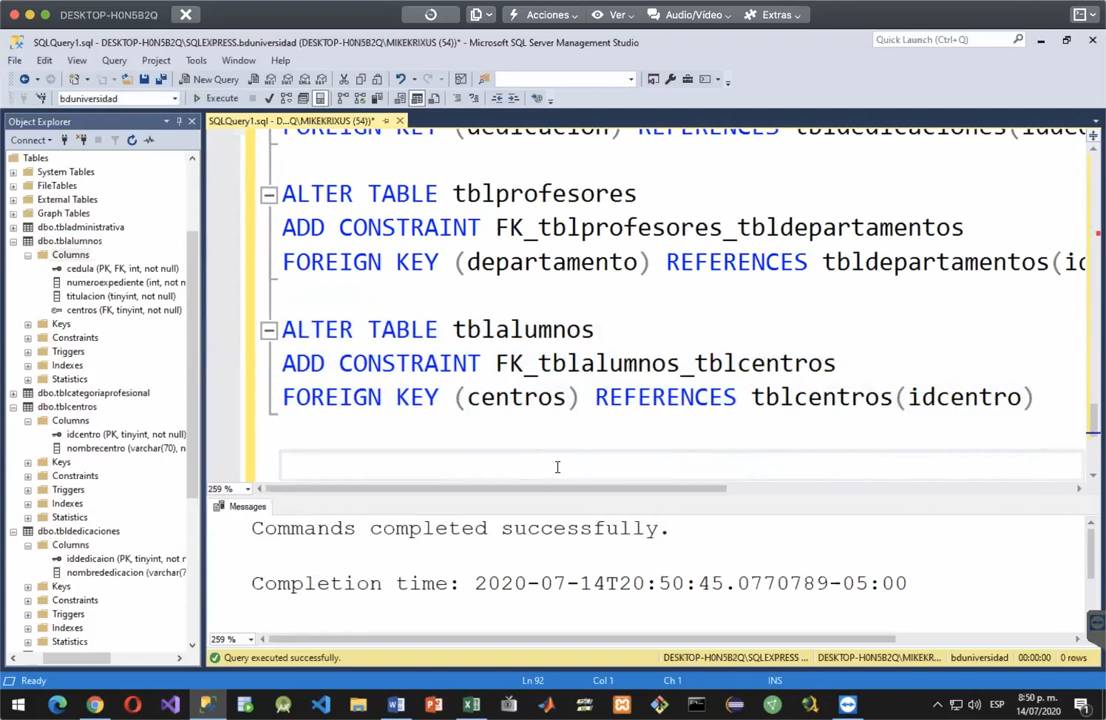 DESKTOP-H0N5B2Q
Acciones
Ver
Audio/Vídeo
Extras
SQLQuery1.sql - DESKTOP-H0N5B2Q\SQLEXPRESS.bduniversidad (DESKTOP-H0N5B2Q\MIKEKRIXUS (54))* - Microsoft SQL Server Management Studio
Quick Launch (Ctrl+Q)
File Edit View Query Project Tools Window Help
New Query
bduniversidad
Execute
Object Explorer
SQLQuery1.sql - D...Q\MIKEKRIXUS (54))*
Connect
Tables
System Tables
FileTables
External Tables
Graph Tables
dbo.tbladministrativa
dbo.tblalumnos
Columns
cedula (PK, FK, int, not null)
numeroexpediente (int, not null)
titulacion (tinyint, not null)
centros (FK, tinyint, not null)
Keys
Constraints
Triggers
Indexes
Statistics
dbo.tblcategoriaprofesional
dbo.tblcentros
Columns
idcentro (PK, tinyint, not null)
nombrecentro (varchar(70), n
Keys
Constraints
Triggers
Indexes
Statistics
dbo.tbldedicaciones
Columns
iddedicaion (PK, tinyint, not n
nombrededicacion (varchar(7
Keys
Constraints
Triggers
Indexes
Statistics
FOREIGN KEY (dedicacion) REFERENCES tbldedicaciones(
ALTER TABLE tblprofesores
ADD CONSTRAINT FK_tblprofesores_tbldepartamentos
FOREIGN KEY (departamento) REFERENCES tbldepartamentos(id
ALTER TABLE tblalumnos
ADD CONSTRAINT FK_tblalumnos_tblcentros
FOREIGN KEY (centros) REFERENCES tblcentros(idcentro)
259 %
Messages
Commands completed successfully.
Completion time: 2020-07-14T20:50:45.0770789-05:00
259 %
Query executed successfully.
DESKTOP-H0N5B2Q\SQLEXPRESS ...
DESKTOP-H0N5B2Q\MIKEKR...
bduniversidad
00:00:00
0 rows
Ready
Ln 92
Col 1
Ch 1
INS
ESP
8:50 p. m.
14/07/2020